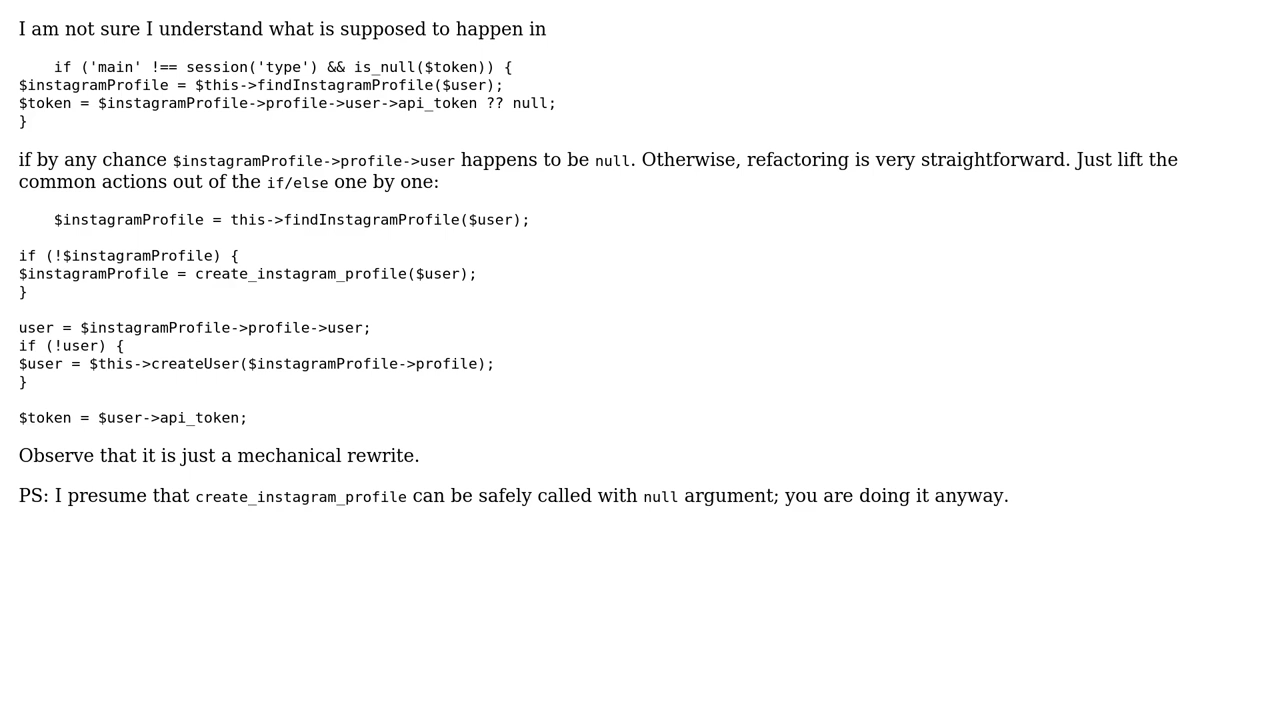 I am not sure I understand what is supposed to happen in
if ('main' !== session('type') && is_null($token)) {
$instagramProfile = $this->findInstagramProfile($user);
$token = $instagramProfile->profile->user->api_token ?? null;
}
if by any chance $instagramProfile->profile->user happens to be null. Otherwise, refactoring is very straightforward. Just lift the
common actions out of the if/else one by one:
$instagramProfile = this->findInstagramProfile($user);
if (!$instagramProfile) {
$instagramProfile = create_instagram_profile($user);
}
user = $instagramProfile->profile->user;
if (!user) {
$user = $this->createUser($instagramProfile->profile);
}
$token = $user->api_token;
Observe that it is just a mechanical rewrite.
PS: I presume that create_instagram_profile can be safely called with null argument; you are doing it anyway.